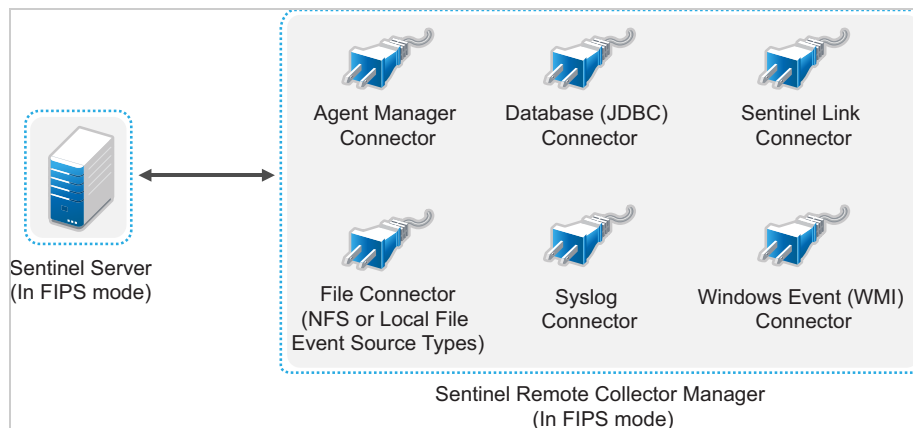 Agent Manager
Connector
Database (JDBC)
Connector
Sentinel Link
Connector
Sentinel Server
(In FIPS mode)
File Connector
(NFS or Local File
Event Source Types)
Syslog
Connector
Windows Event (WMI)
Connector
Sentinel Remote Collector Manager
(In FIPS mode)